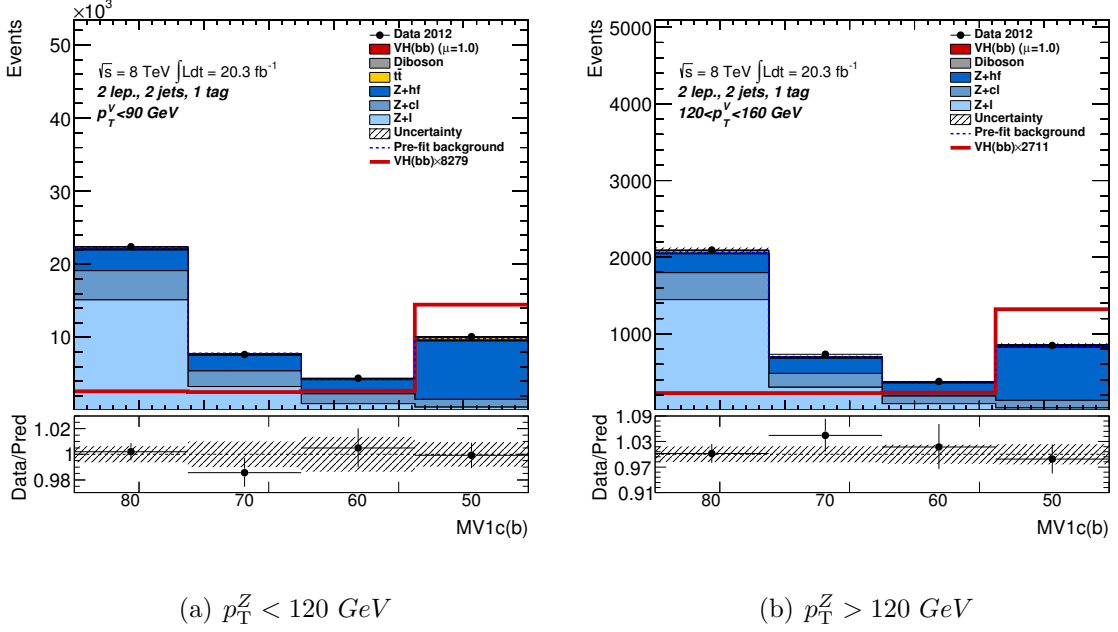 ×10³
Events
50
40
30
20
10
0
Data 2012
VH(bb) (μ=1.0)
Diboson
tt̄
Z+hf
Z+cl
Z+l
Uncertainty
Pre-fit background
VH(bb)×8279
√s = 8 TeV ∫Ldt = 20.3 fb⁻¹
2 lep., 2 jets, 1 tag
p_T^V<90 GeV
Data/Pred
1.02
1
0.98
80 70 60 50
MV1c(b)
(a) p_T^Z < 120 GeV
Events
5000
4000
3000
2000
1000
0
Data 2012
VH(bb) (μ=1.0)
Diboson
Z+hf
Z+cl
Z+l
Uncertainty
Pre-fit background
VH(bb)×2711
√s = 8 TeV ∫Ldt = 20.3 fb⁻¹
2 lep., 2 jets, 1 tag
120<p_T^V<160 GeV
Data/Pred
1.09
1.03
0.97
0.91
80 70 60 50
MV1c(b)
(b) p_T^Z > 120 GeV